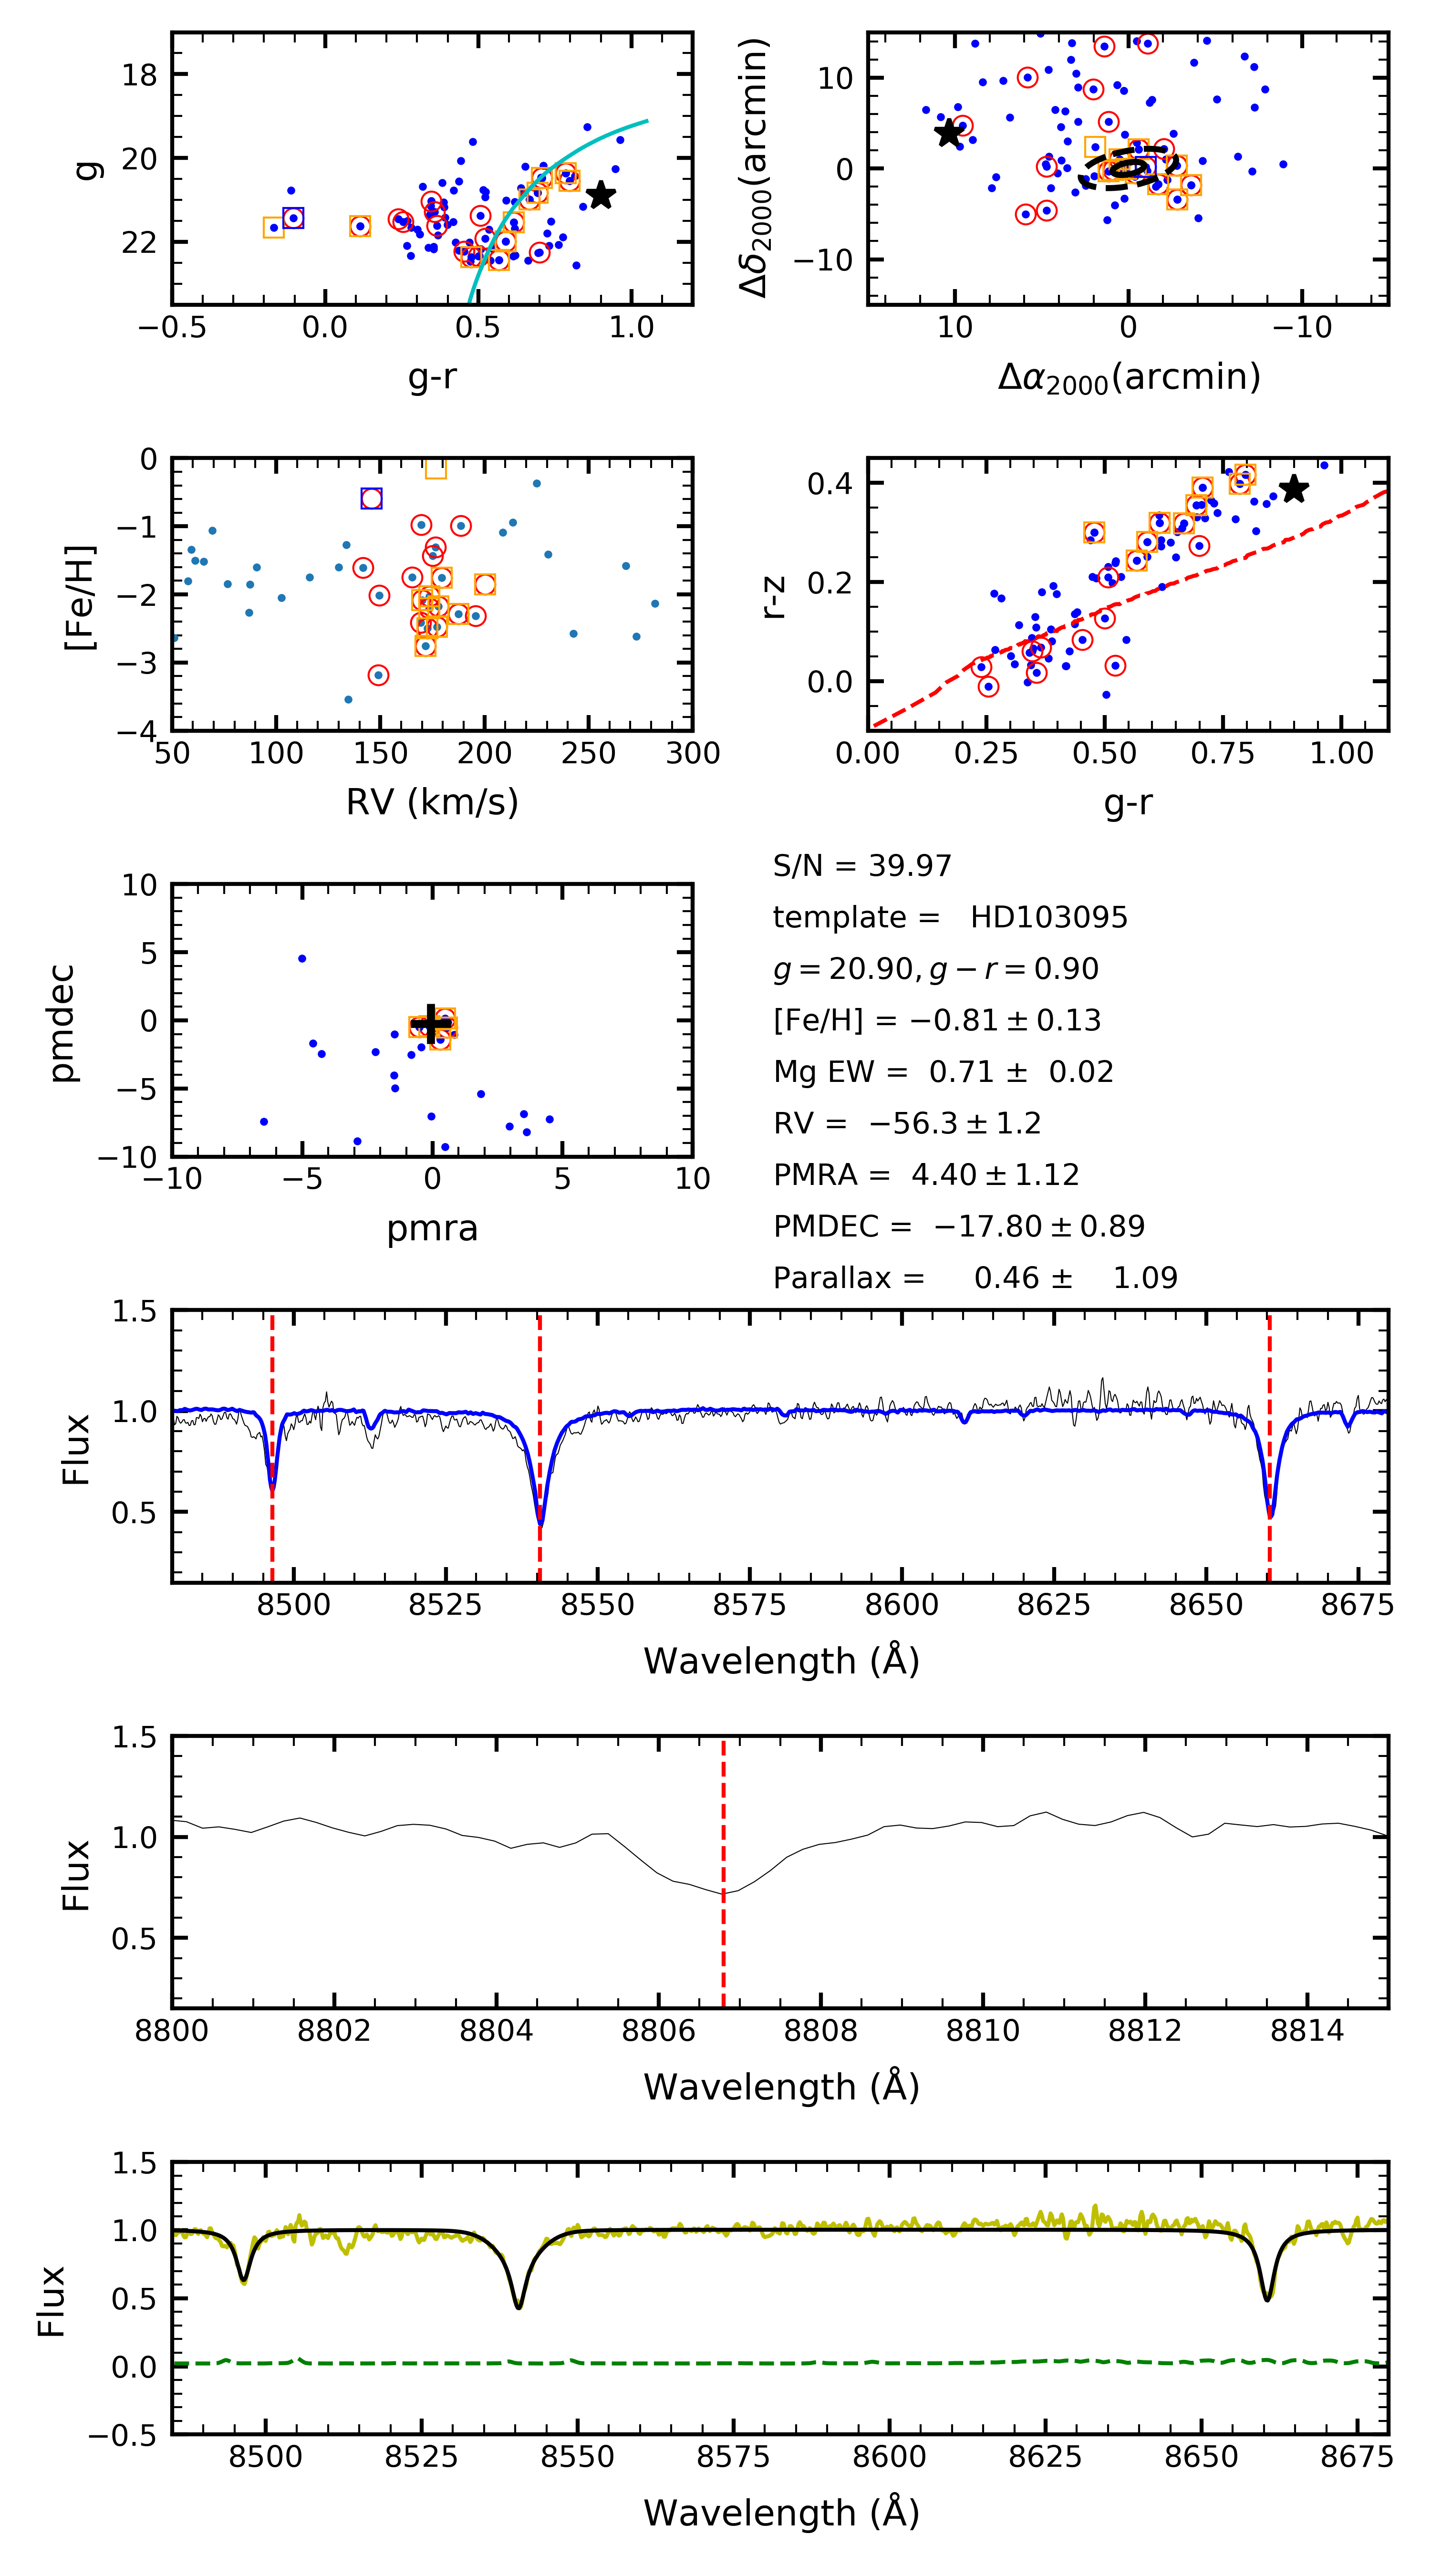 18
20
22
g
−0.5 0.0 0.5 1.0
g-r
10
0
−10
Δδ2000(arcmin)
10 0 −10
Δα2000(arcmin)
0
−1
−2
−3
−4
[Fe/H]
50 100 150 200 250 300
RV (km/s)
0.4
0.2
0.0
r-z
0.00 0.25 0.50 0.75 1.00
g-r
10
5
0
−5
−10
pmdec
−10 −5 0 5 10
pmra
S/N = 39.97
template = HD103095
g = 20.90, g − r = 0.90
[Fe/H] = −0.81 ± 0.13
Mg EW = 0.71 ± 0.02
RV = −56.3 ± 1.2
PMRA = 4.40 ± 1.12
PMDEC = −17.80 ± 0.89
Parallax = 0.46 ± 1.09
1.5
1.0
0.5
Flux
8500 8525 8550 8575 8600 8625 8650 8675
Wavelength (Å)
1.5
1.0
0.5
Flux
8800 8802 8804 8806 8808 8810 8812 8814
Wavelength (Å)
1.5
1.0
0.5
0.0
−0.5
Flux
8500 8525 8550 8575 8600 8625 8650 8675
Wavelength (Å)